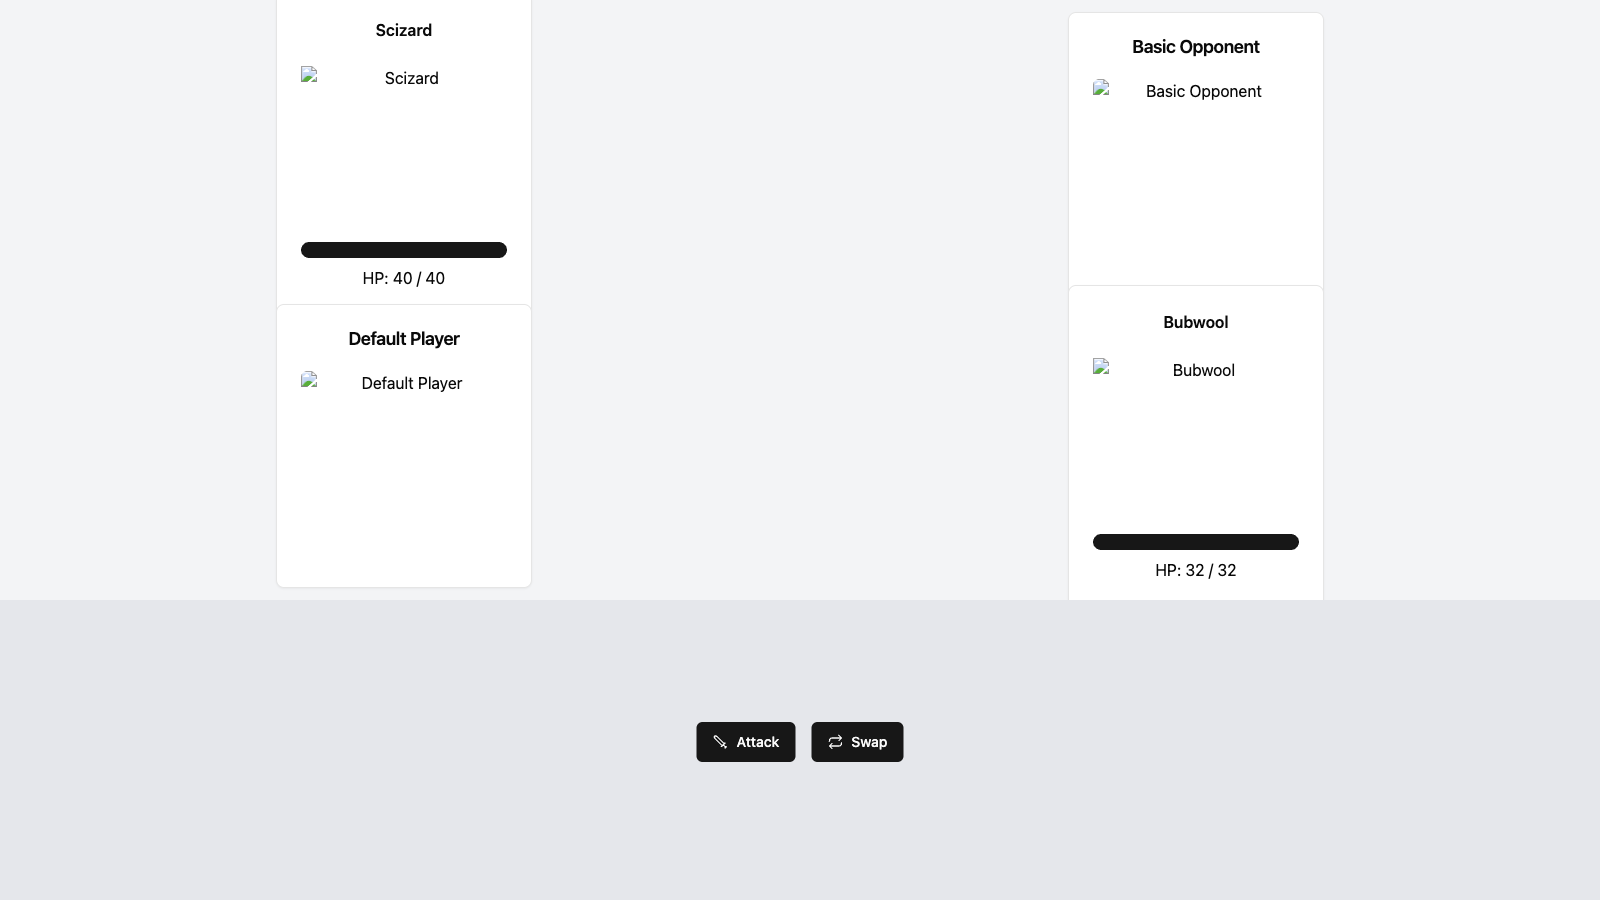 Scizard
Scizard
HP: 40 / 40
Default Player
Default Player
Basic Opponent
Basic Opponent
Bubwool
Bubwool
HP: 32 / 32
Attack
Swap